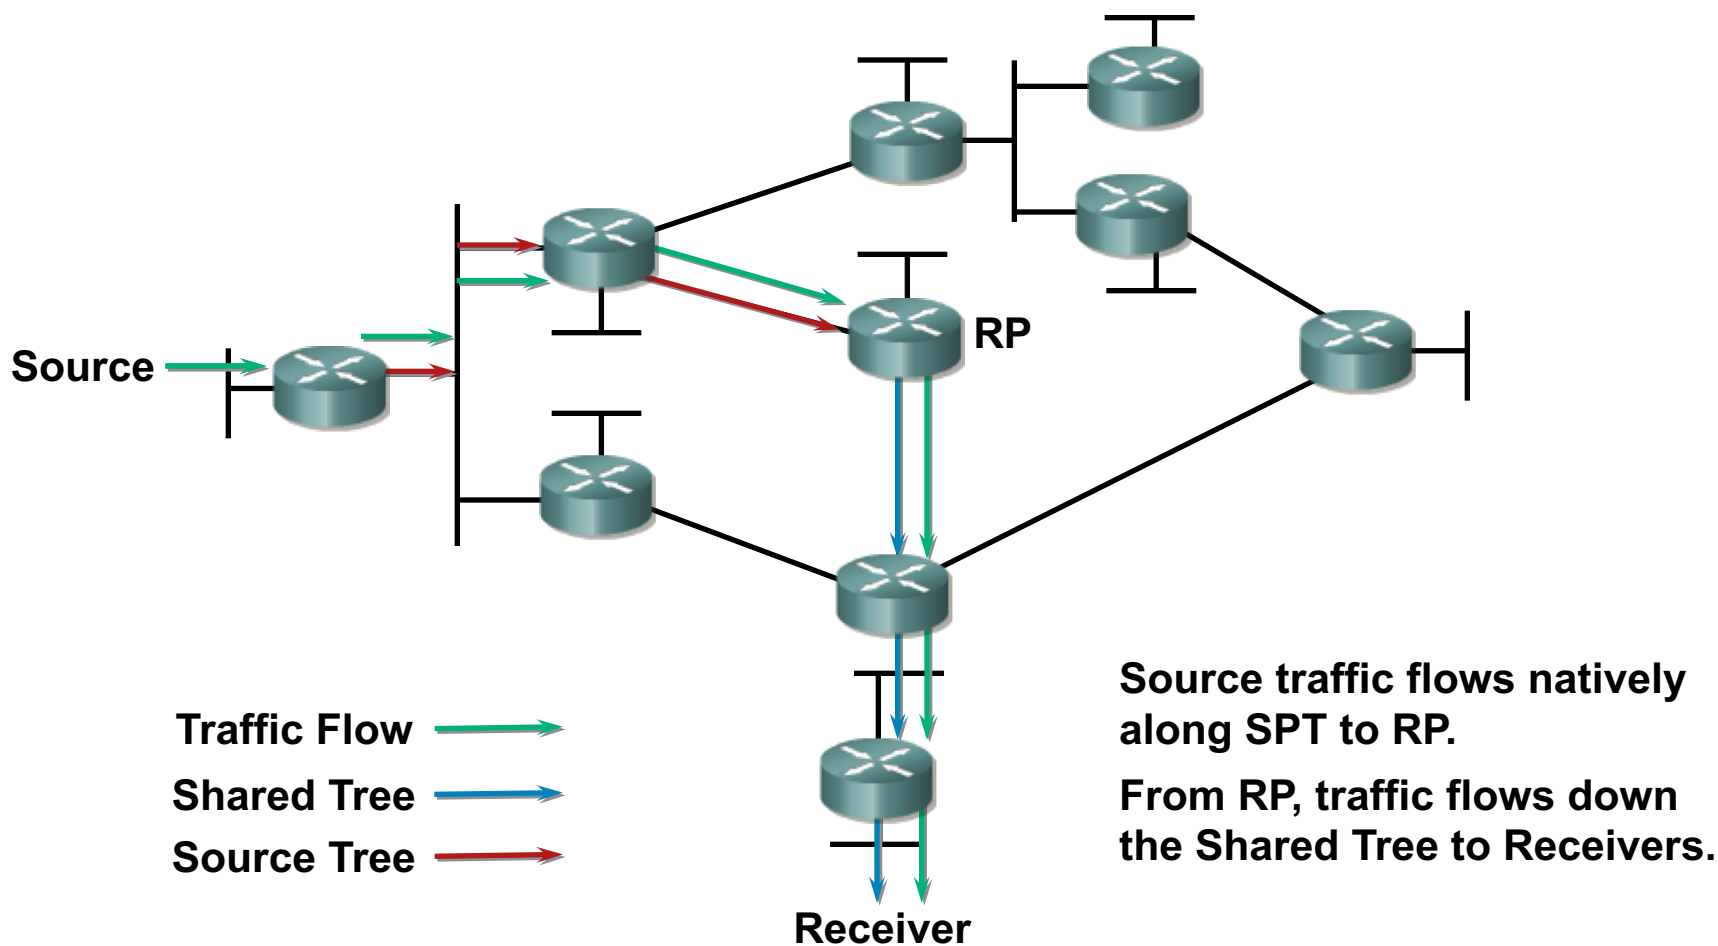 RP
Source
Source traffic flows natively
along SPT to RP.
From RP, traffic flows down
the Shared Tree to Receivers.
Traffic Flow
Shared Tree
Source Tree
Receiver